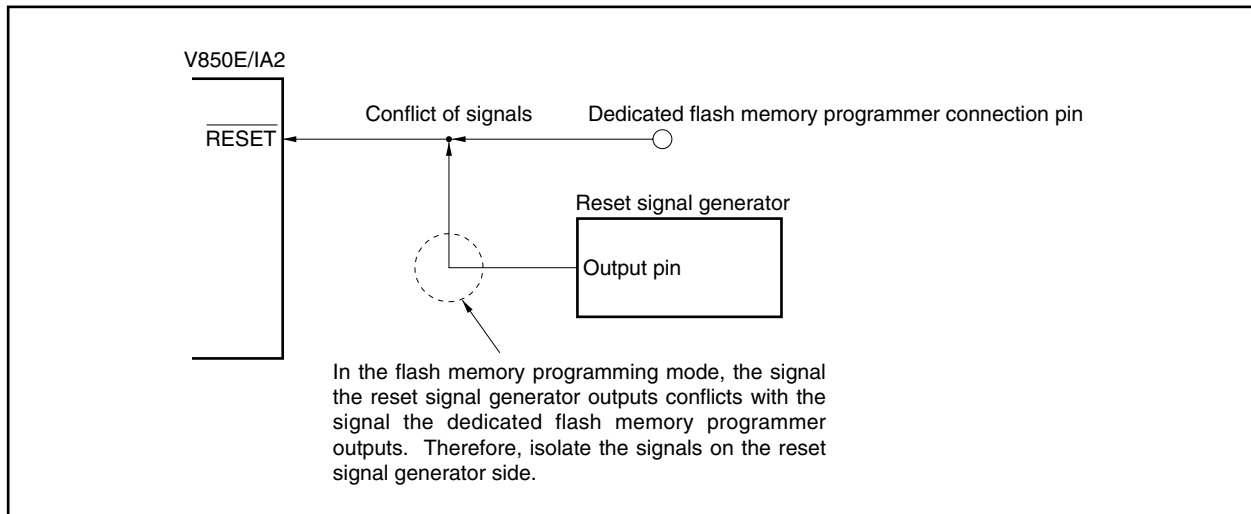 V850E/IA2
Conflict of signals
Dedicated flash memory programmer connection pin
RESET
Reset signal generator
Output pin
In the flash memory programming mode, the signal
the reset signal generator outputs conflicts with the
signal the dedicated flash memory programmer
outputs. Therefore, isolate the signals on the reset
signal generator side.